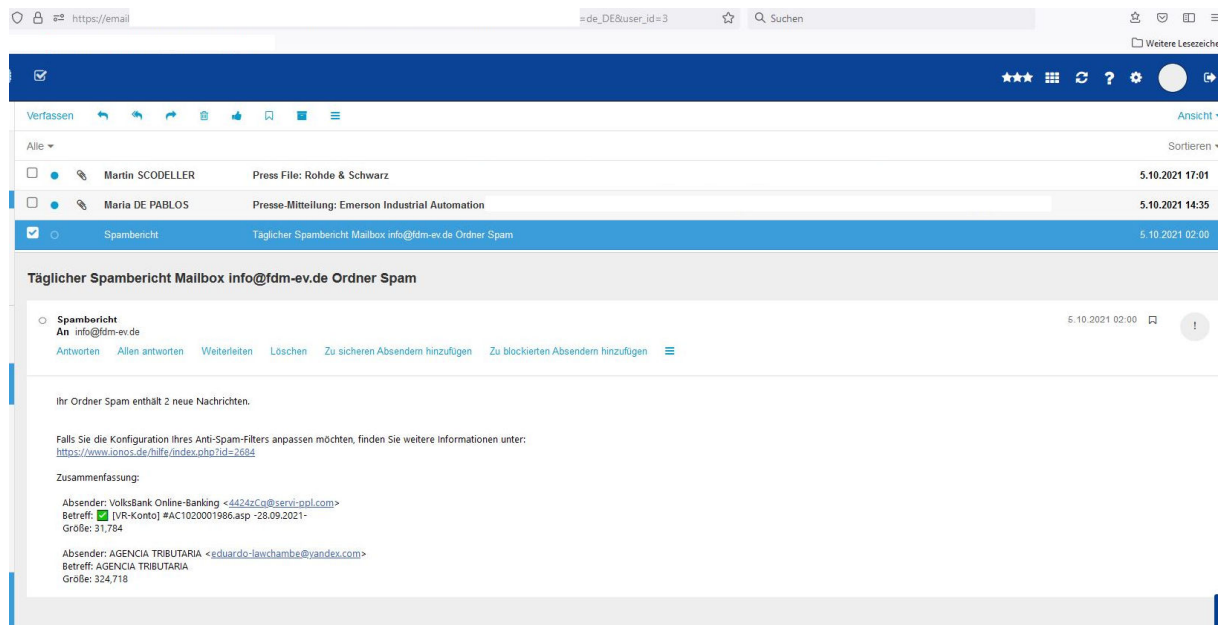 https://email =de_DE&user_id=3 Suchen
Weitere Lesezeiche
Verfassen Ansicht
Alle Sortieren
Martin SCODELLER Press File: Rohde & Schwarz 5.10.2021 17:01
Maria DE PABLOS Presse-Mitteilung: Emerson Industrial Automation 5.10.2021 14:35
Spambericht Täglicher Spambericht Mailbox info@fdm-ev.de Ordner Spam 5.10.2021 02:00
Täglicher Spambericht Mailbox info@fdm-ev.de Ordner Spam
Spambericht 5.10.2021 02:00
An info@fdm-ev.de
Antworten Allen antworten Weiterleiten Löschen Zu sicheren Absendern hinzufügen Zu blockierten Absendern hinzufügen
Ihr Ordner Spam enthält 2 neue Nachrichten.
Falls Sie die Konfiguration Ihres Anti-Spam-Filters anpassen möchten, finden Sie weitere Informationen unter:
https://www.ionos.de/hilfe/index.php?id=2684
Zusammenfassung:
Absender: VolksBank Online-Banking <4424zCq@servi-ppl.com>
Betreff: ✅ [VR-Konto] #AC1020001986.asp -28.09.2021-
Größe: 31,784
Absender: AGENCIA TRIBUTARIA <eduardo-lawchambe@yandex.com>
Betreff: AGENCIA TRIBUTARIA
Größe: 324,718